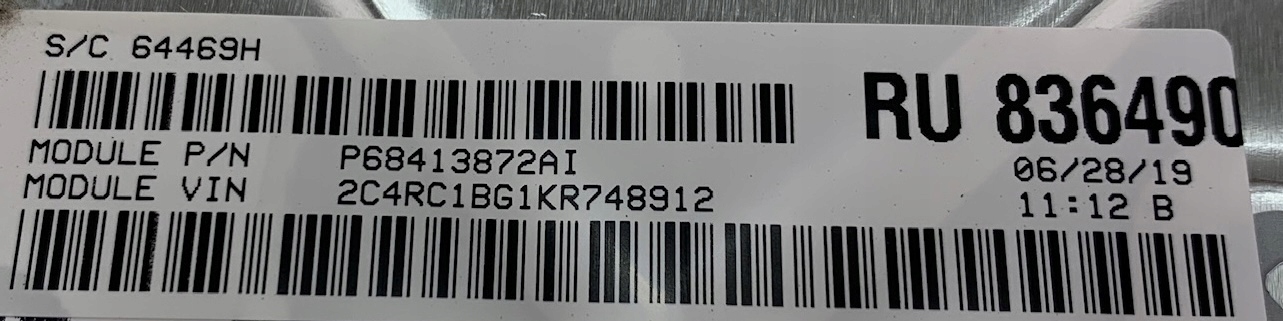 S/C 64469H
RU 836490
MODULE P/N P68413872AI
06/28/19
MODULE VIN 2C4RC1BG1KR748912
11:12 B